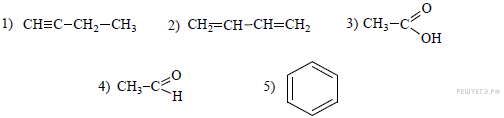 1) CH≡C−CH₂−CH₃ 2) CH₂=CH−CH=CH₂ 3) CH₃−C O OH
4) CH₃−C O H 5)
РЕШУЕГЭ.РФ